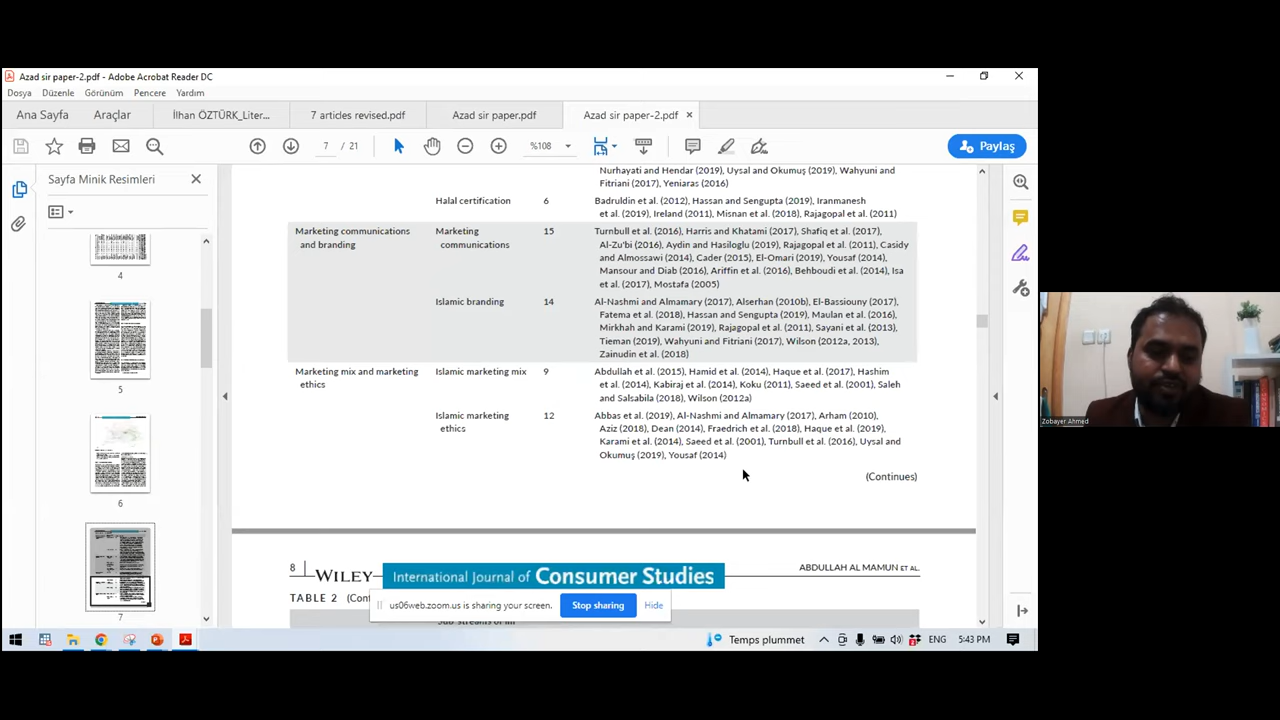 Azad sir paper-2.pdf - Adobe Acrobat Reader DC
Dosya Düzenle Görünüm Pencere Yardım
Ana Sayfa Araçlar İlhan ÖZTÜRK_Liter... 7 articles revised.pdf Azad sir paper.pdf Azad sir paper-2.pdf ×
7 / 21 %108 Paylaş
Sayfa Minik Resimleri
4
5
6
7
Nurhayati and Hendar (2019), Uysal and Okumuş (2019), Wahyuni and
Fitriani (2017), Yeniaras (2016)
Halal certification 6 Badruldin et al. (2012), Hassan and Sengupta (2019), Iranmanesh
et al. (2019), Ireland (2011), Misnan et al. (2018), Rajagopal et al. (2011)
Marketing communications Marketing 15 Turnbull et al. (2016), Harris and Khatami (2017), Shafiq et al. (2017),
and branding communications Al-Zu'bi (2016), Aydin and Hasiloglu (2019), Rajagopal et al. (2011), Casidy
and Almossawi (2014), Cader (2015), El-Omari (2019), Yousaf (2014),
Mansour and Diab (2016), Ariffin et al. (2016), Behboudi et al. (2014), Isa
et al. (2017), Mostafa (2005)
Islamic branding 14 Al-Nashmi and Almamary (2017), Alserhan (2010b), El-Bassiouny (2017),
Fatema et al. (2018), Hassan and Sengupta (2019), Maulan et al. (2016),
Mirkhah and Karami (2019), Rajagopal et al. (2011), Sayani et al. (2013),
Tieman (2019), Wahyuni and Fitriani (2017), Wilson (2012a, 2013),
Zainudin et al. (2018)
Marketing mix and marketing Islamic marketing mix 9 Abdullah et al. (2015), Hamid et al. (2014), Haque et al. (2017), Hashim
ethics et al. (2014), Kabiraj et al. (2014), Koku (2011), Saeed et al. (2001), Saleh
and Salsabila (2018), Wilson (2012a)
Islamic marketing 12 Abbas et al. (2019), Al-Nashmi and Almamary (2017), Arham (2010),
ethics Aziz (2018), Dean (2014), Fraedrich et al. (2018), Haque et al. (2019),
Karami et al. (2014), Saeed et al. (2001), Turnbull et al. (2016), Uysal and
Okumuş (2019), Yousaf (2014)
(Continues)
8 WILEY International Journal of Consumer Studies ABDULLAH AL MAMUN ET AL.
TABLE 2 (Cont
us06web.zoom.us is sharing your screen. Stop sharing Hide
Sub-streams of IM
Temps plummet ENG 5:43 PM
Zobayer Ahmed